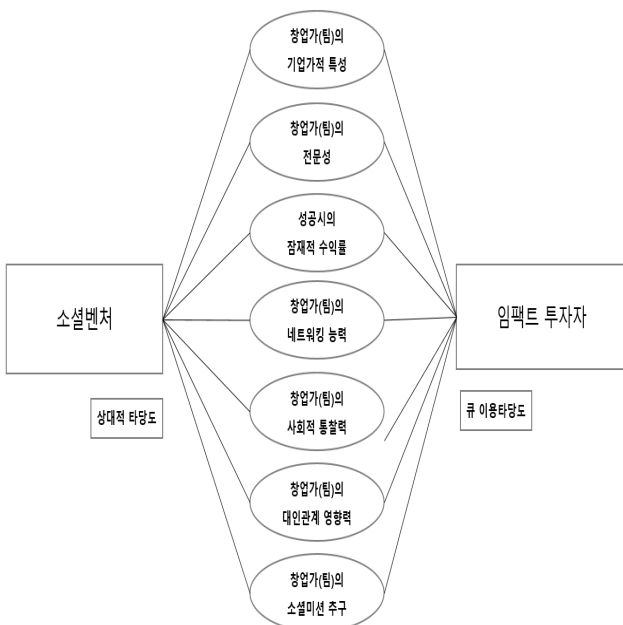 창업가(팀)의
기업가적 특성
창업가(팀)의
전문성
성공시의
잠재적 수익률
소셜벤처
창업가(팀)의
네트워킹 능력
임팩트 투자자
상대적 타당도
창업가(팀)의
사회적 통찰력
큐 이용타당도
창업가(팀)의
대인관계 영향력
창업가(팀)의
소셜미션 추구